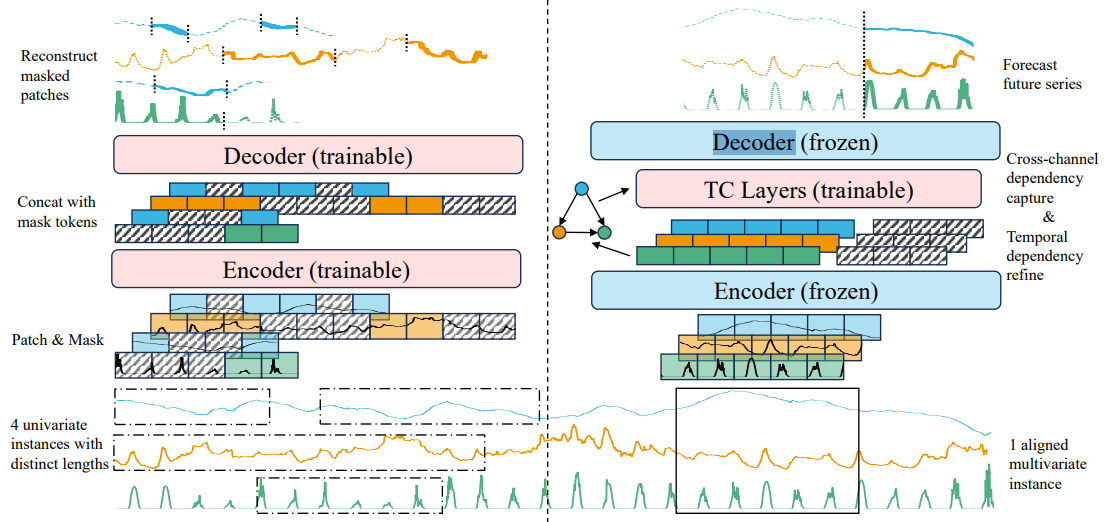 Reconstruct
masked
patches
Decoder (trainable)
Concat with
mask tokens
Encoder (trainable)
Patch & Mask
4 univariate
instances with
distinct lengths
Forecast
future series
Decoder (frozen)
TC Layers (trainable)
Cross-channel
dependency
capture
&
Temporal
dependency
refine
Encoder (frozen)
1 aligned
multivariate
instance